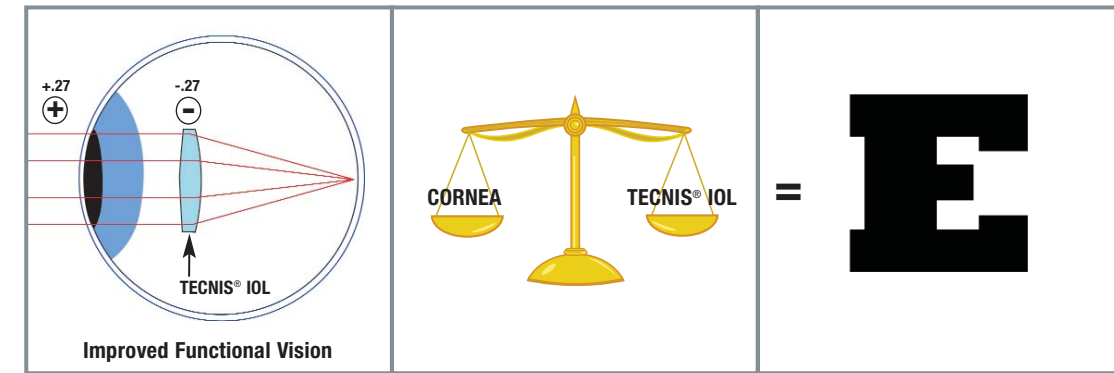 +.27
+
-.27
-
TECNIS® IOL
Improved Functional Vision
CORNEA
TECNIS® IOL
=
E